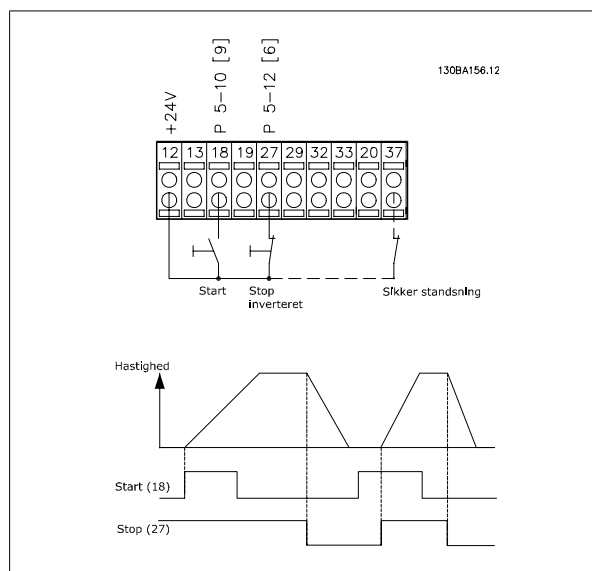 130BA156.12
+24V
P 5-10 [9]
P 5-12 [6]
12 13 18 19 27 29 32 33 20 37
Start
Stop
inverteret
Sikker standsning
Hastighed
Start (18)
Stop (27)